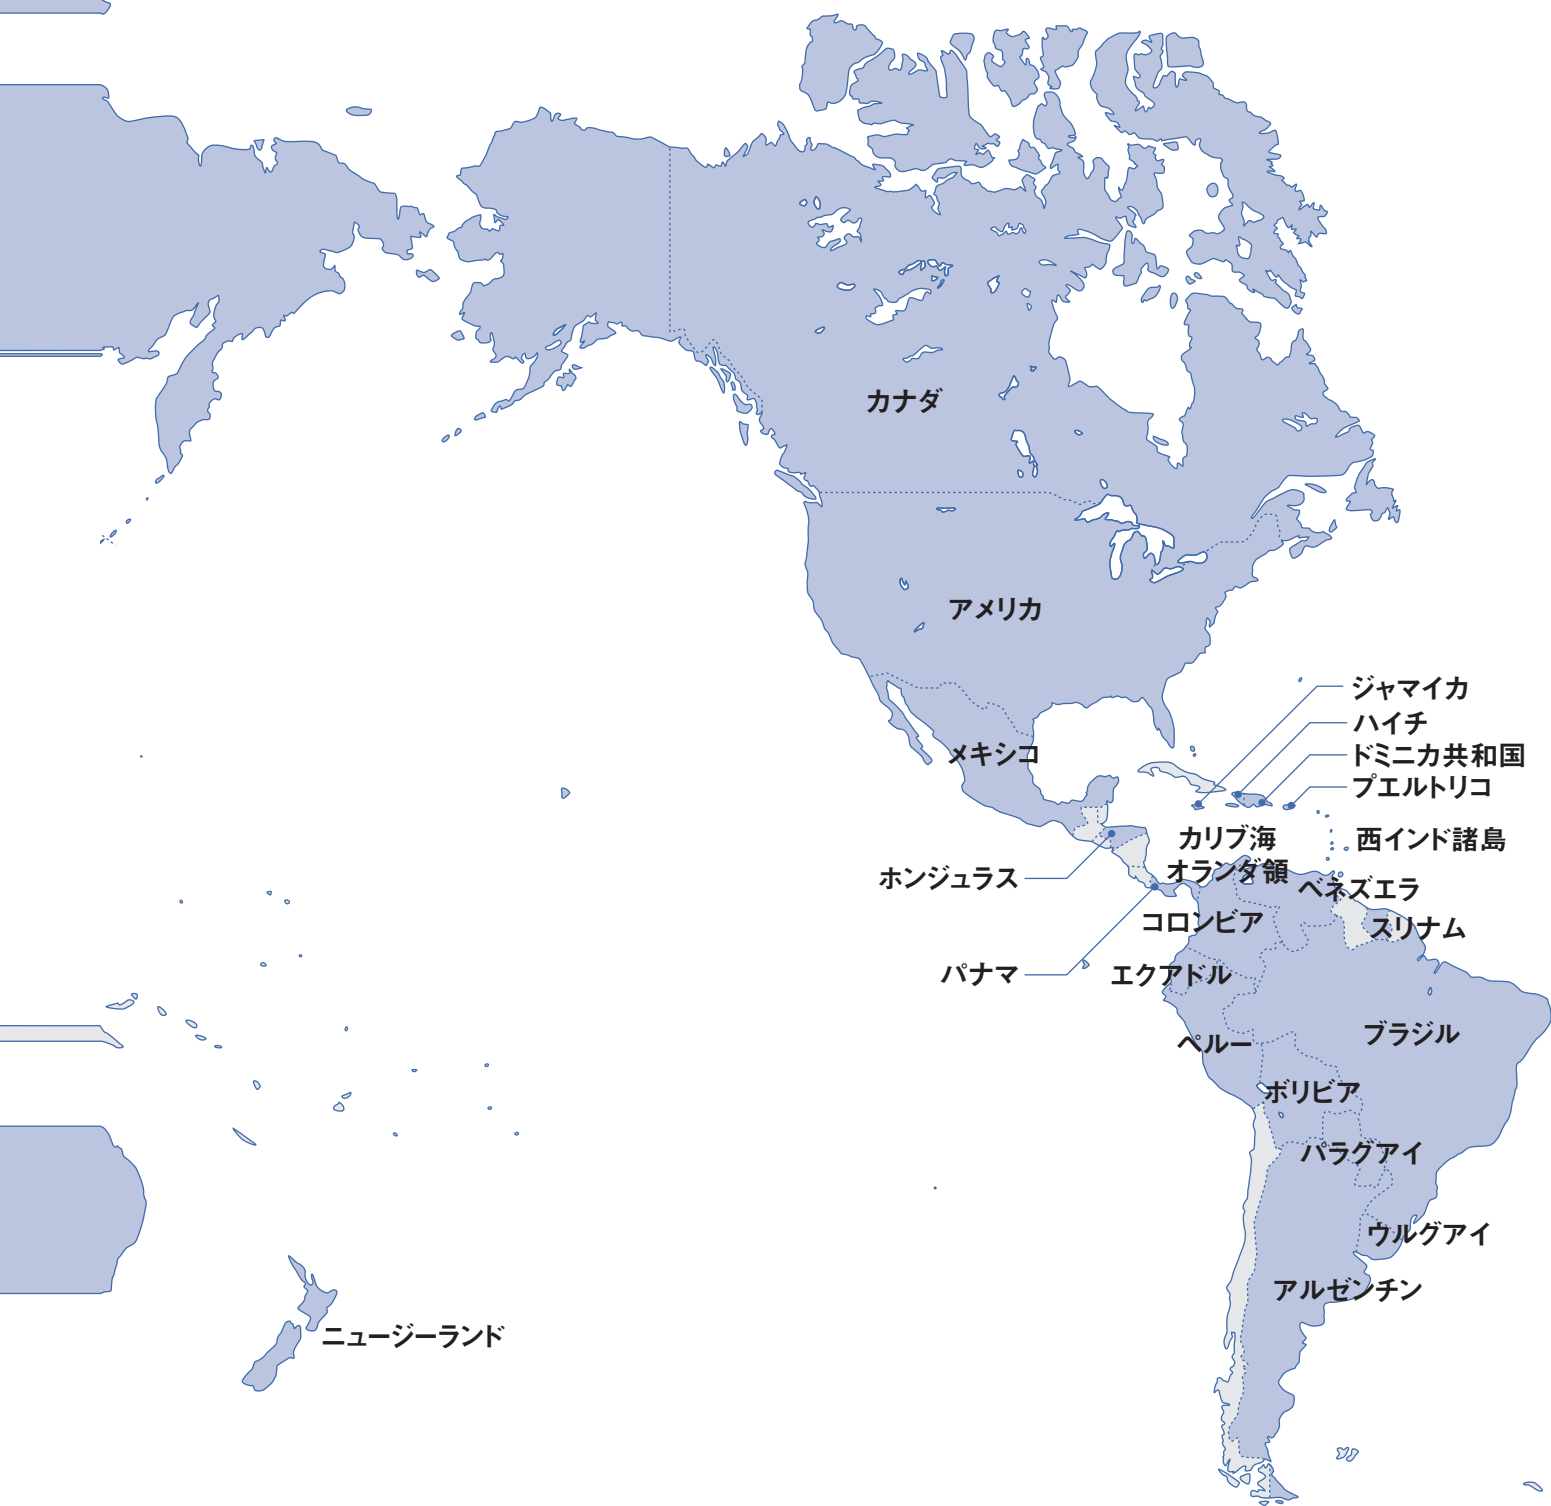 カナダ
アメリカ
ジャマイカ
ハイチ
ドミニカ共和国
メキシコ
プエルトリコ
カリブ海
オランダ領
西インド諸島
ホンジュラス
ベネズエラ
コロンビア
スリナム
パナマ
エクアドル
ブラジル
ペルー
ボリビア
パラグアイ
ウルグアイ
アルゼンチン
ニュージーランド